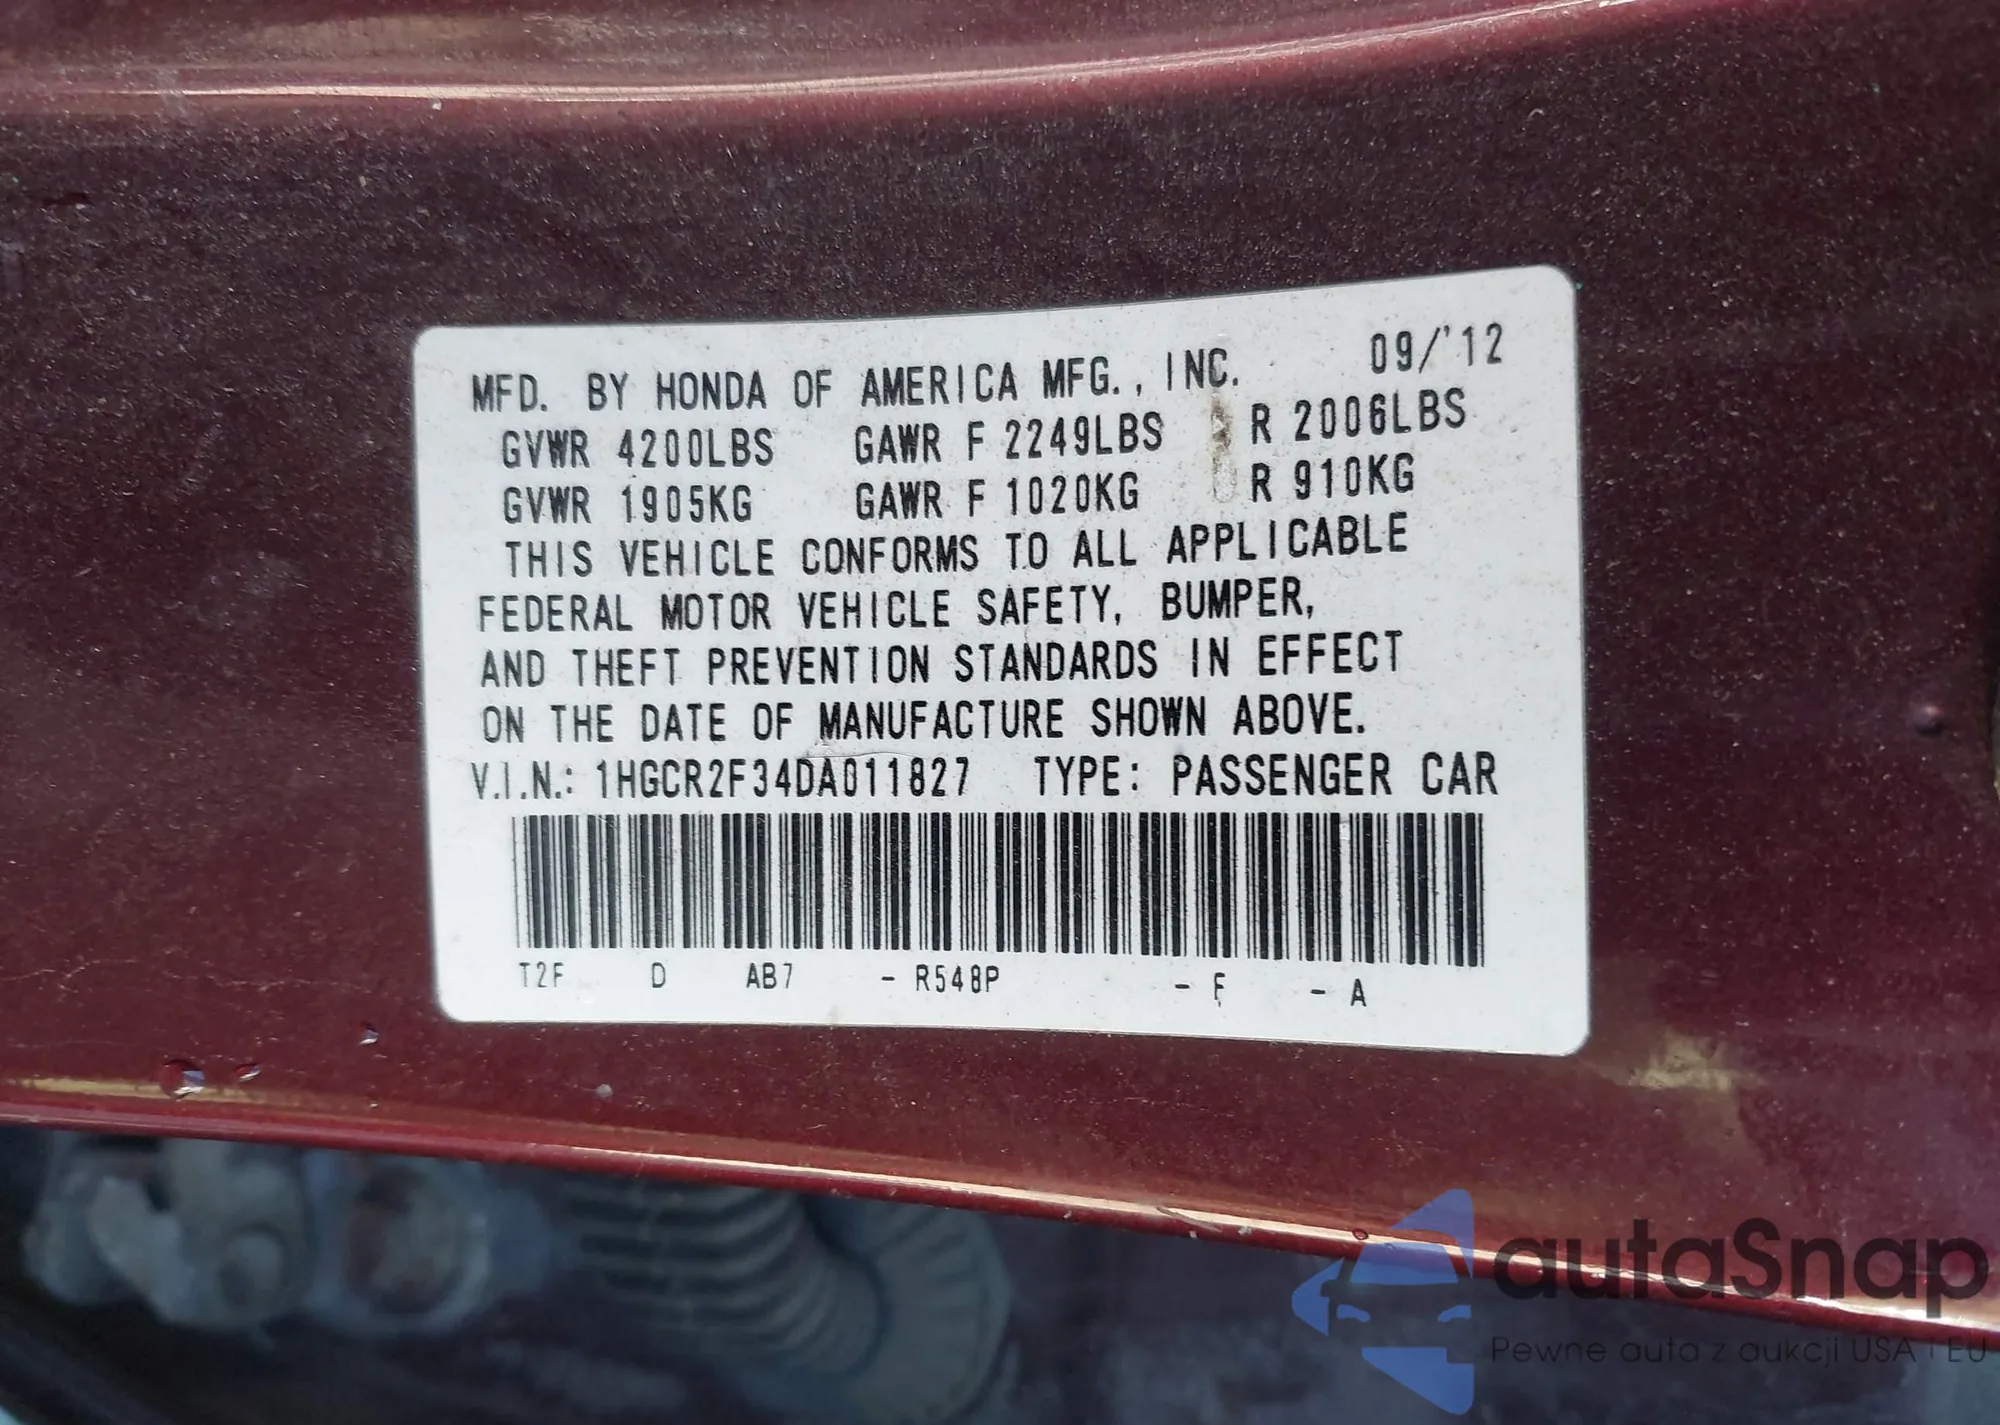 MFD. BY HONDA OF AMERICA MFG., INC. 09/'12
GVWR 4200LBS GAWR F 2249LBS R 2006LBS
GVWR 1905KG GAWR F 1020KG R 910KG
THIS VEHICLE CONFORMS TO ALL APPLICABLE
FEDERAL MOTOR VEHICLE SAFETY, BUMPER,
AND THEFT PREVENTION STANDARDS IN EFFECT
ON THE DATE OF MANUFACTURE SHOWN ABOVE.
V.I.N.: 1HGCR2F34DA011827 TYPE: PASSENGER CAR
T2F D AB7 - R548P - F - A
autaSnap
Pewne auta z aukcji USA i EU